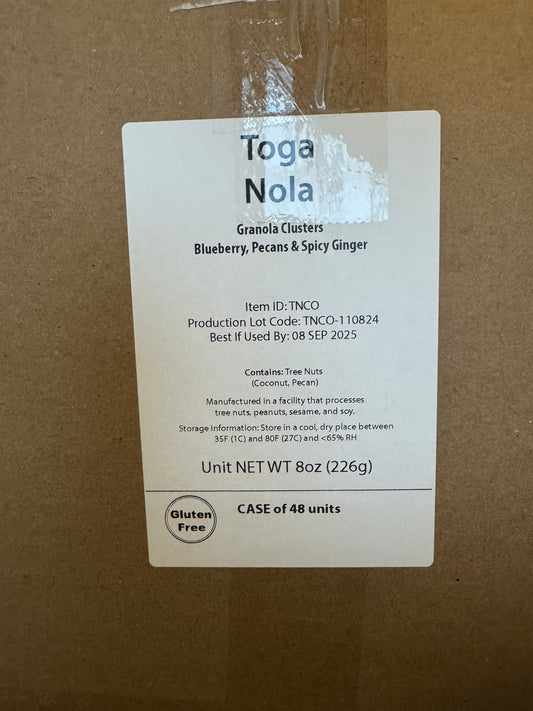 Toga
Nola
Granola Clusters
Blueberry, Pecans & Spicy Ginger
Item ID: TNCO
Production Lot Code: TNCO-110824
Best If Used By: 08 SEP 2025
Contains: Tree Nuts
(Coconut, Pecan)
Manufactured in a facility that processes
tree nuts, peanuts, sesame, and soy.
Storage Information: Store in a cool, dry place between
35F (1C) and 80F (27C) and <65% RH
Unit NET WT 8oz (226g)
Gluten
Free
CASE of 48 units